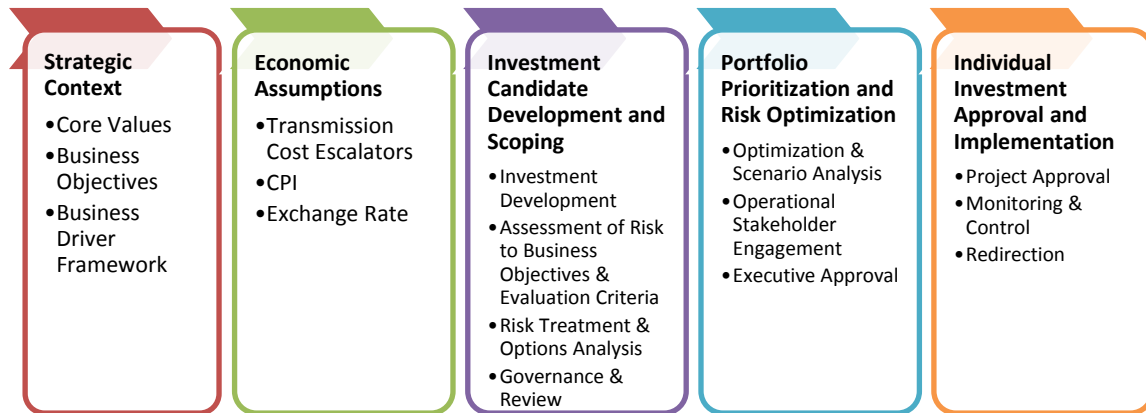 Strategic
Context
•Core Values
•Business
Objectives
•Business
Driver
Framework
Economic
Assumptions
•Transmission
Cost Escalators
•CPI
•Exchange Rate
Investment
Candidate
Development and
Scoping
•Investment
Development
•Assessment of Risk
to Business
Objectives &
Evaluation Criteria
•Risk Treatment &
Options Analysis
•Governance &
Review
Portfolio
Prioritization and
Risk Optimization
•Optimization &
Scenario Analysis
•Operational
Stakeholder
Engagement
•Executive Approval
Individual
Investment
Approval and
Implementation
•Project Approval
•Monitoring &
Control
•Redirection